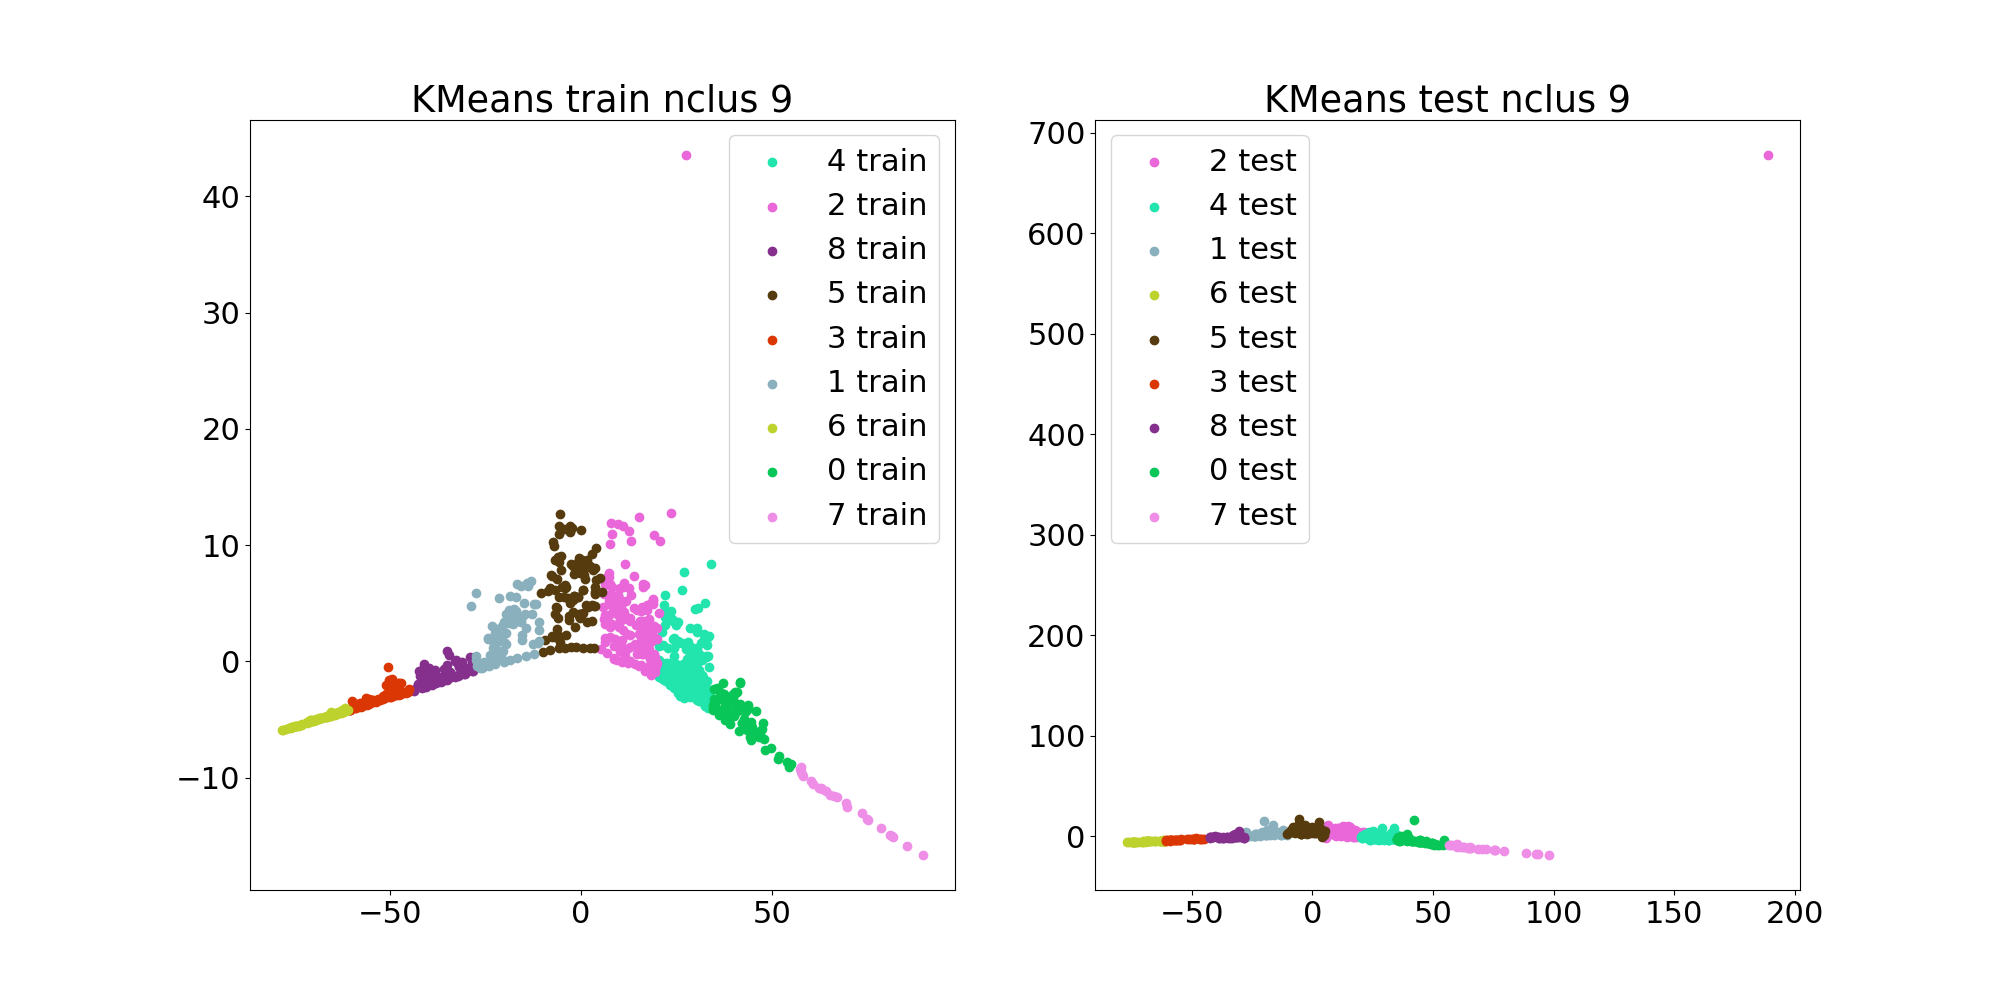 KMeans train nclus 9
40
30
20
10
0
−10
−50
0
50
4 train
2 train
8 train
5 train
3 train
1 train
6 train
0 train
7 train
KMeans test nclus 9
700
600
500
400
300
200
100
0
−50
0
50
100
150
200
2 test
4 test
1 test
6 test
5 test
3 test
8 test
0 test
7 test